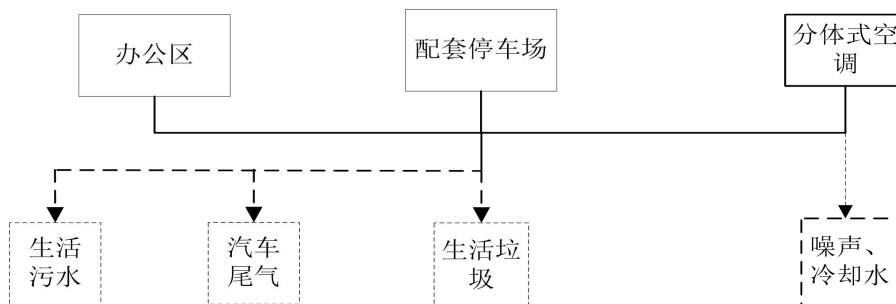 办公区
配套停车场
分体式空
调
生活
污水
汽车
尾气
生活垃
圾
噪声、
冷却水